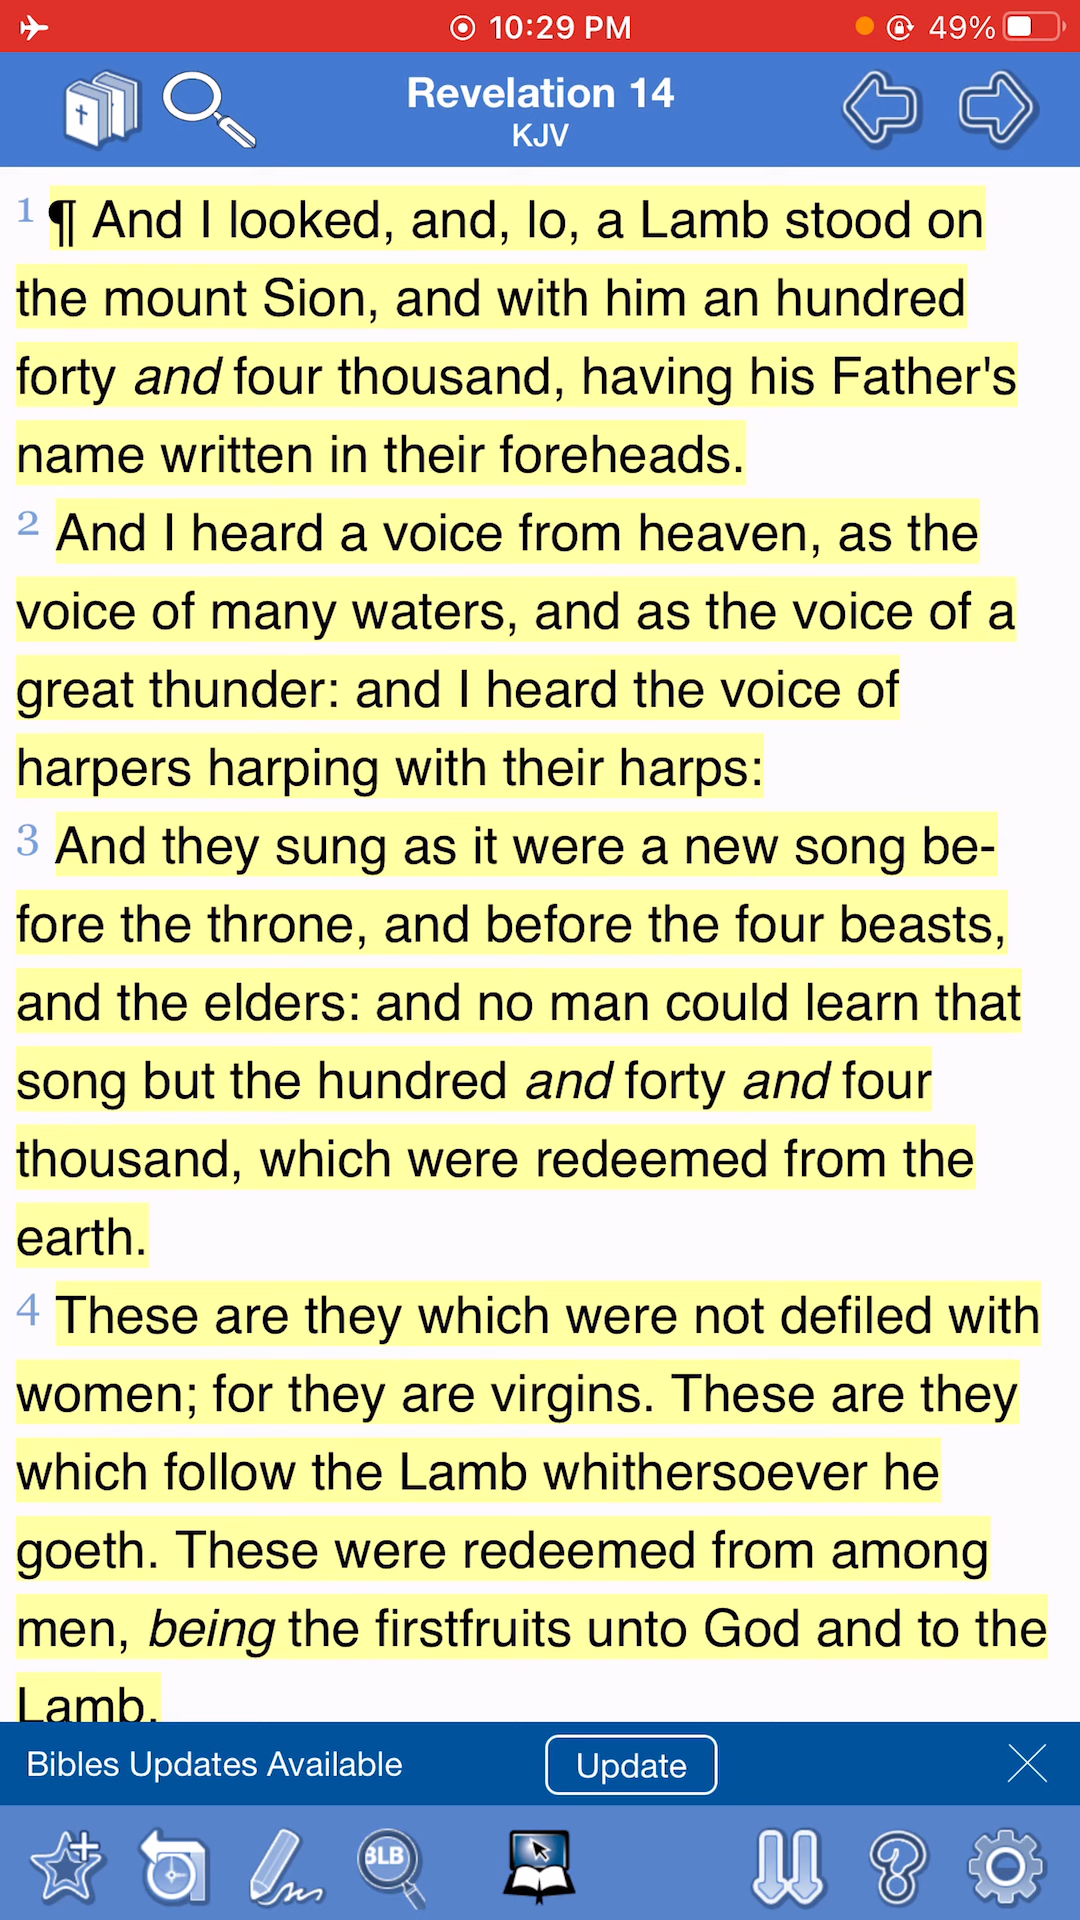 10:29 PM
49%
Revelation 14
KJV
1 ¶ And I looked, and, lo, a Lamb stood on
the mount Sion, and with him an hundred
forty and four thousand, having his Father's
name written in their foreheads.
2 And I heard a voice from heaven, as the
voice of many waters, and as the voice of a
great thunder: and I heard the voice of
harpers harping with their harps:
3 And they sung as it were a new song be-
fore the throne, and before the four beasts,
and the elders: and no man could learn that
song but the hundred and forty and four
thousand, which were redeemed from the
earth.
4 These are they which were not defiled with
women; for they are virgins. These are they
which follow the Lamb whithersoever he
goeth. These were redeemed from among
men, being the firstfruits unto God and to the
Lamb.
Bibles Updates Available
Update
BLB